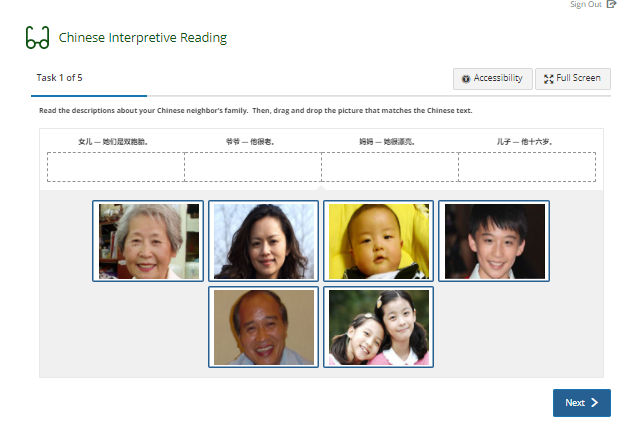 Sign Out
Chinese Interpretive Reading
Task 1 of 5
Accessibility
Full Screen
Read the descriptions about your Chinese neighbor's family. Then, drag and drop the picture that matches the Chinese text.
女儿 — 她们是双胞胎。
爷爷 — 他很老。
妈妈 — 她很漂亮。
儿子 — 他十六岁。
Next